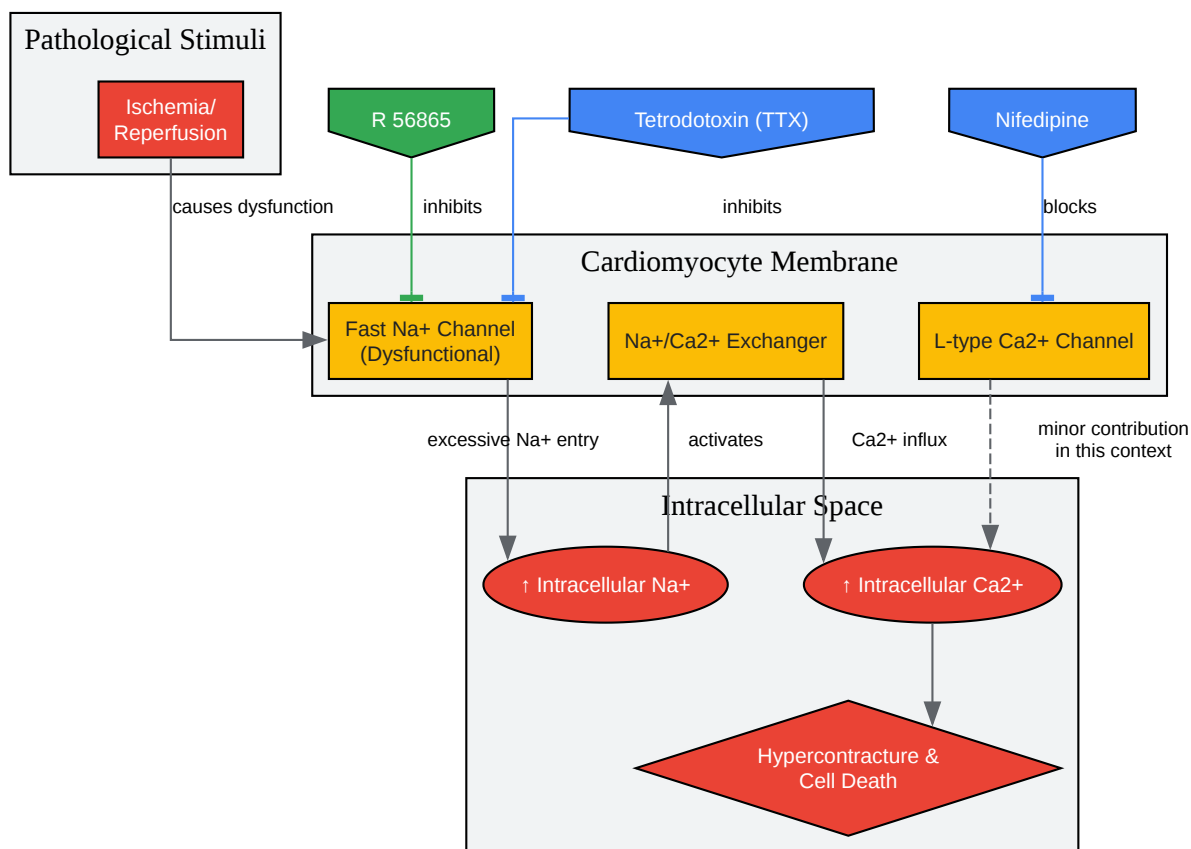 Pathological Stimuli
Ischemia/
Reperfusion
R 56865
Tetrodotoxin (TTX)
Nifedipine
causes dysfunction
inhibits
inhibits
blocks
Cardiomyocyte Membrane
Fast Na+ Channel
(Dysfunctional)
Na+/Ca2+ Exchanger
L-type Ca2+ Channel
excessive Na+ entry
activates
Ca2+ influx
minor contribution
in this context
Intracellular Space
↑ Intracellular Na+
↑ Intracellular Ca2+
Hypercontracture &
Cell Death